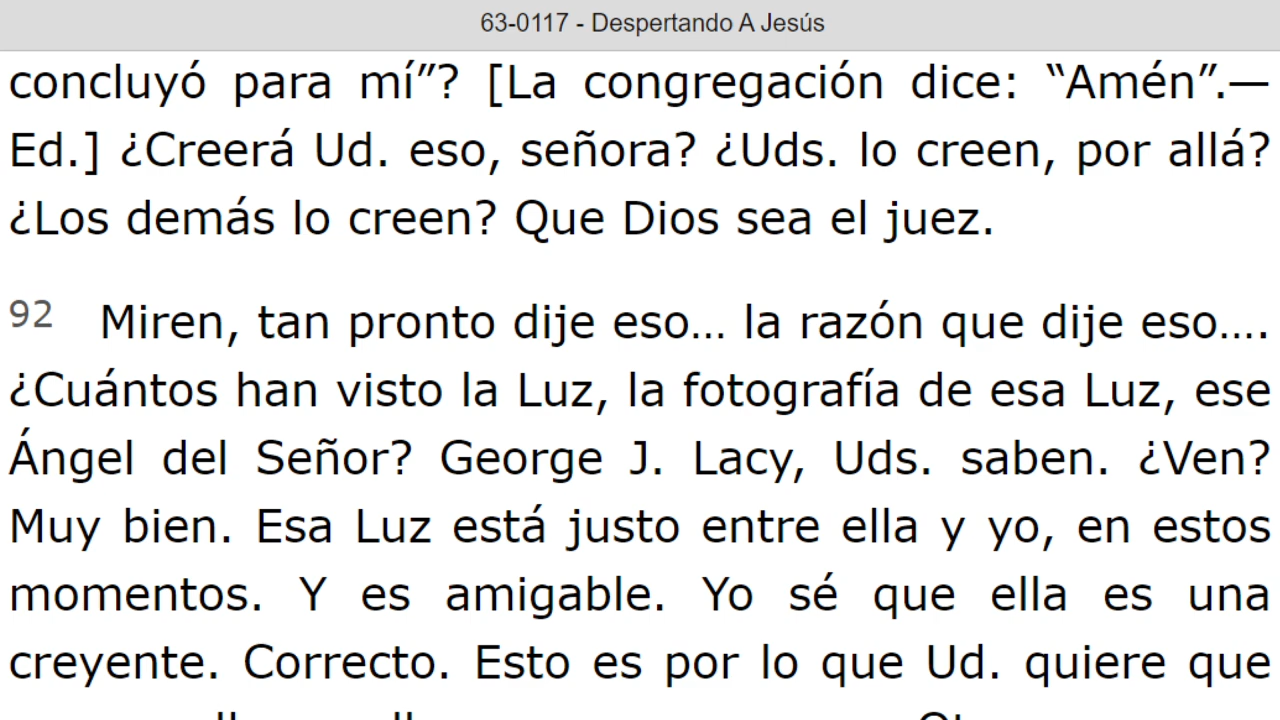 63-0117 - Despertando A Jesús
concluyó para mí”? [La congregación dice: “Amén”.—
Ed.] ¿Creerá Ud. eso, señora? ¿Uds. lo creen, por allá?
¿Los demás lo creen? Que Dios sea el juez.
92 Miren, tan pronto dije eso… la razón que dije eso….
¿Cuántos han visto la Luz, la fotografía de esa Luz, ese
Ángel del Señor? George J. Lacy, Uds. saben. ¿Ven?
Muy bien. Esa Luz está justo entre ella y yo, en estos
momentos. Y es amigable. Yo sé que ella es una
creyente. Correcto. Esto es por lo que Ud. quiere que